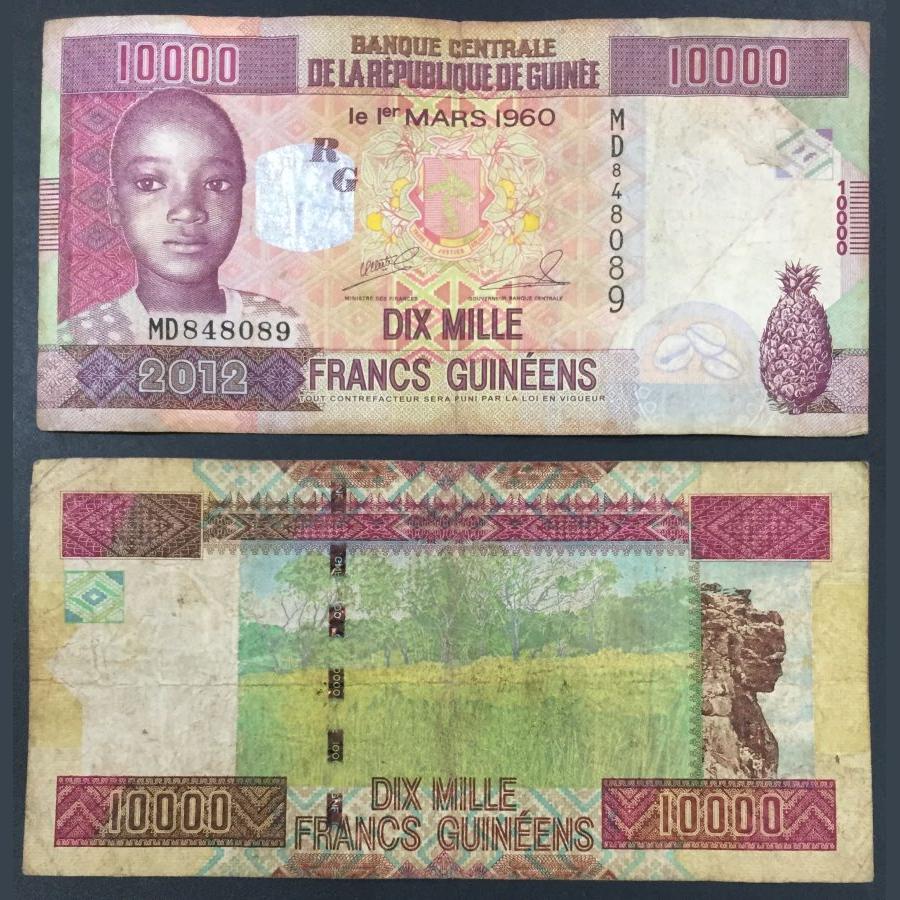 10000
BANQUE CENTRALE
DE LA RÉPUBLIQUE DE GUINÉE
10000
le 1er MARS 1960
RG
MD848089
10000
MINISTRE DES FINANCES
GOUVERNEUR BANQUE CENTRALE
MD848089
DIX MILLE
2012
FRANCS GUINÉENS
TOUT CONTREFACTEUR SERA PUNI PAR LA LOI EN VIGUEUR
10000
DIX MILLE
FRANCS GUINÉENS
10000